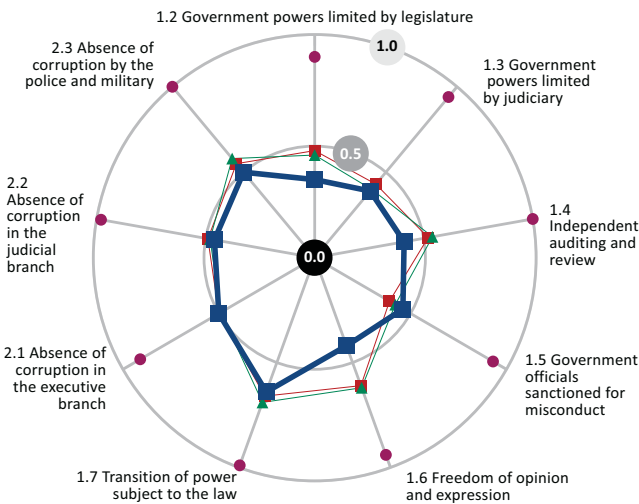 1.2 Government powers limited by legislature
1.0
1.3 Government
powers limited
by judiciary
0.5
1.4
Independent
auditing and
review
0.0
1.5 Government
officials
sanctioned for
misconduct
1.6 Freedom of opinion
and expression
1.7 Transition of power
subject to the law
2.1 Absence of
corruption in
the executive
branch
2.2
Absence of
corruption
in the
judicial
branch
2.3 Absence of
corruption by the
police and military